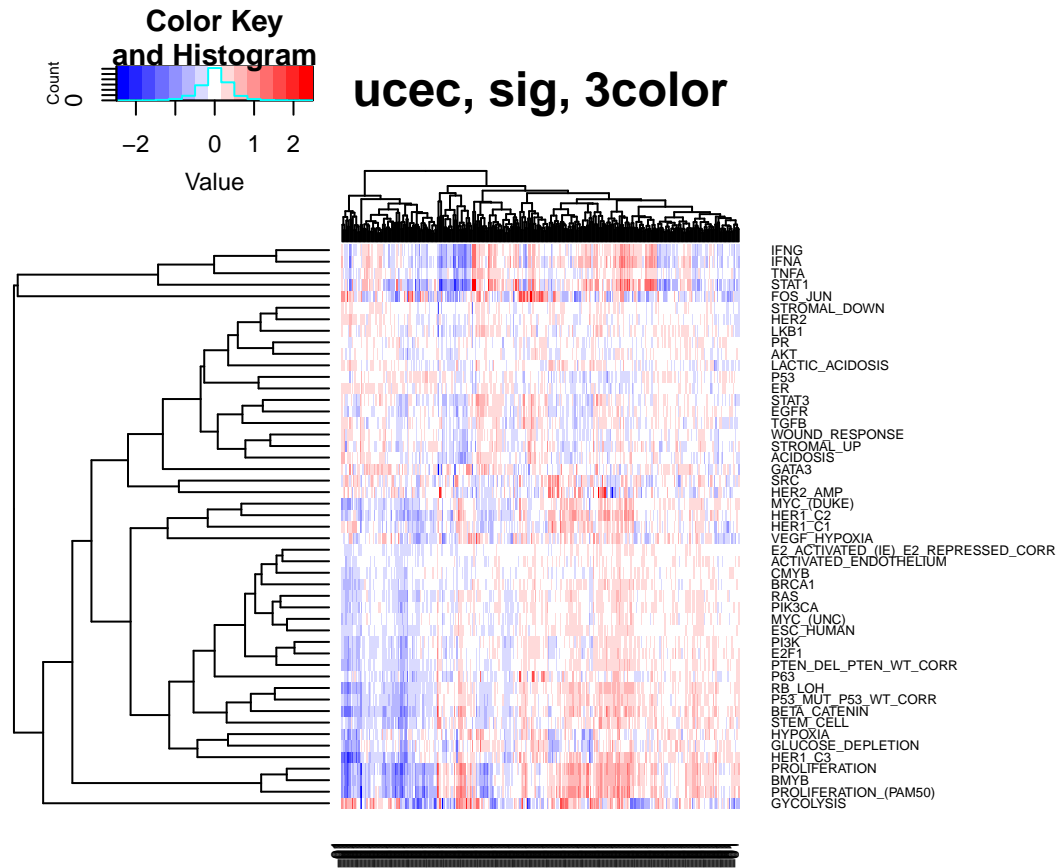 Color Key
and Histogram
Count
0
−2 0 1 2
Value
ucec, sig, 3color
IFNG
IFNA
TNFA
STAT1
FOS_JUN
STROMAL_DOWN
HER2
LKB1
PR
AKT
LACTIC_ACIDOSIS
P53
ER
STAT3
EGFR
TGFB
WOUND_RESPONSE
STROMAL_UP
ACIDOSIS
GATA3
SRC
HER2_AMP
MYC_(DUKE)
HER1_C2
HER1_C1
VEGF_HYPOXIA
E2_ACTIVATED_(IE)_E2_REPRESSED_CORR
ACTIVATED_ENDOTHELIUM
CMYB
BRCA1
RAS
PIK3CA
MYC_(UNC)
ESC_HUMAN
PI3K
E2F1
PTEN_DEL_PTEN_WT_CORR
P63
RB_LOH
P53_MUT_P53_WT_CORR
BETA_CATENIN
STEM_CELL
HYPOXIA
GLUCOSE_DEPLETION
HER1_C3
PROLIFERATION
BMYB
PROLIFERATION_(PAM50)
GYCOLYSIS